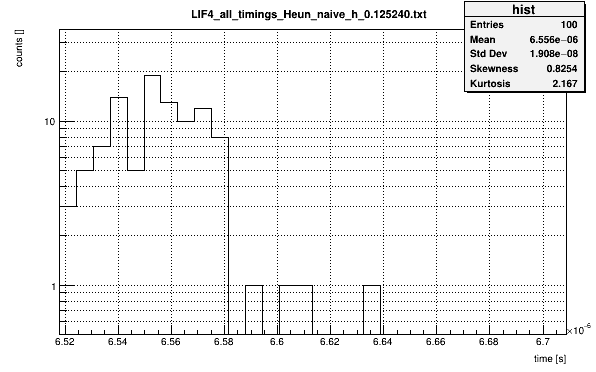 LIF4_all_timings_Heun_naive_h_0.125240.txt
hist
Entries 100
Mean 6.556e−06
Std Dev 1.908e−08
Skewness 0.8254
Kurtosis 2.167
counts []
10
1
6.52 6.54 6.56 6.58 6.6 6.62 6.64 6.66 6.68 6.7
×10⁻⁶
time [s]